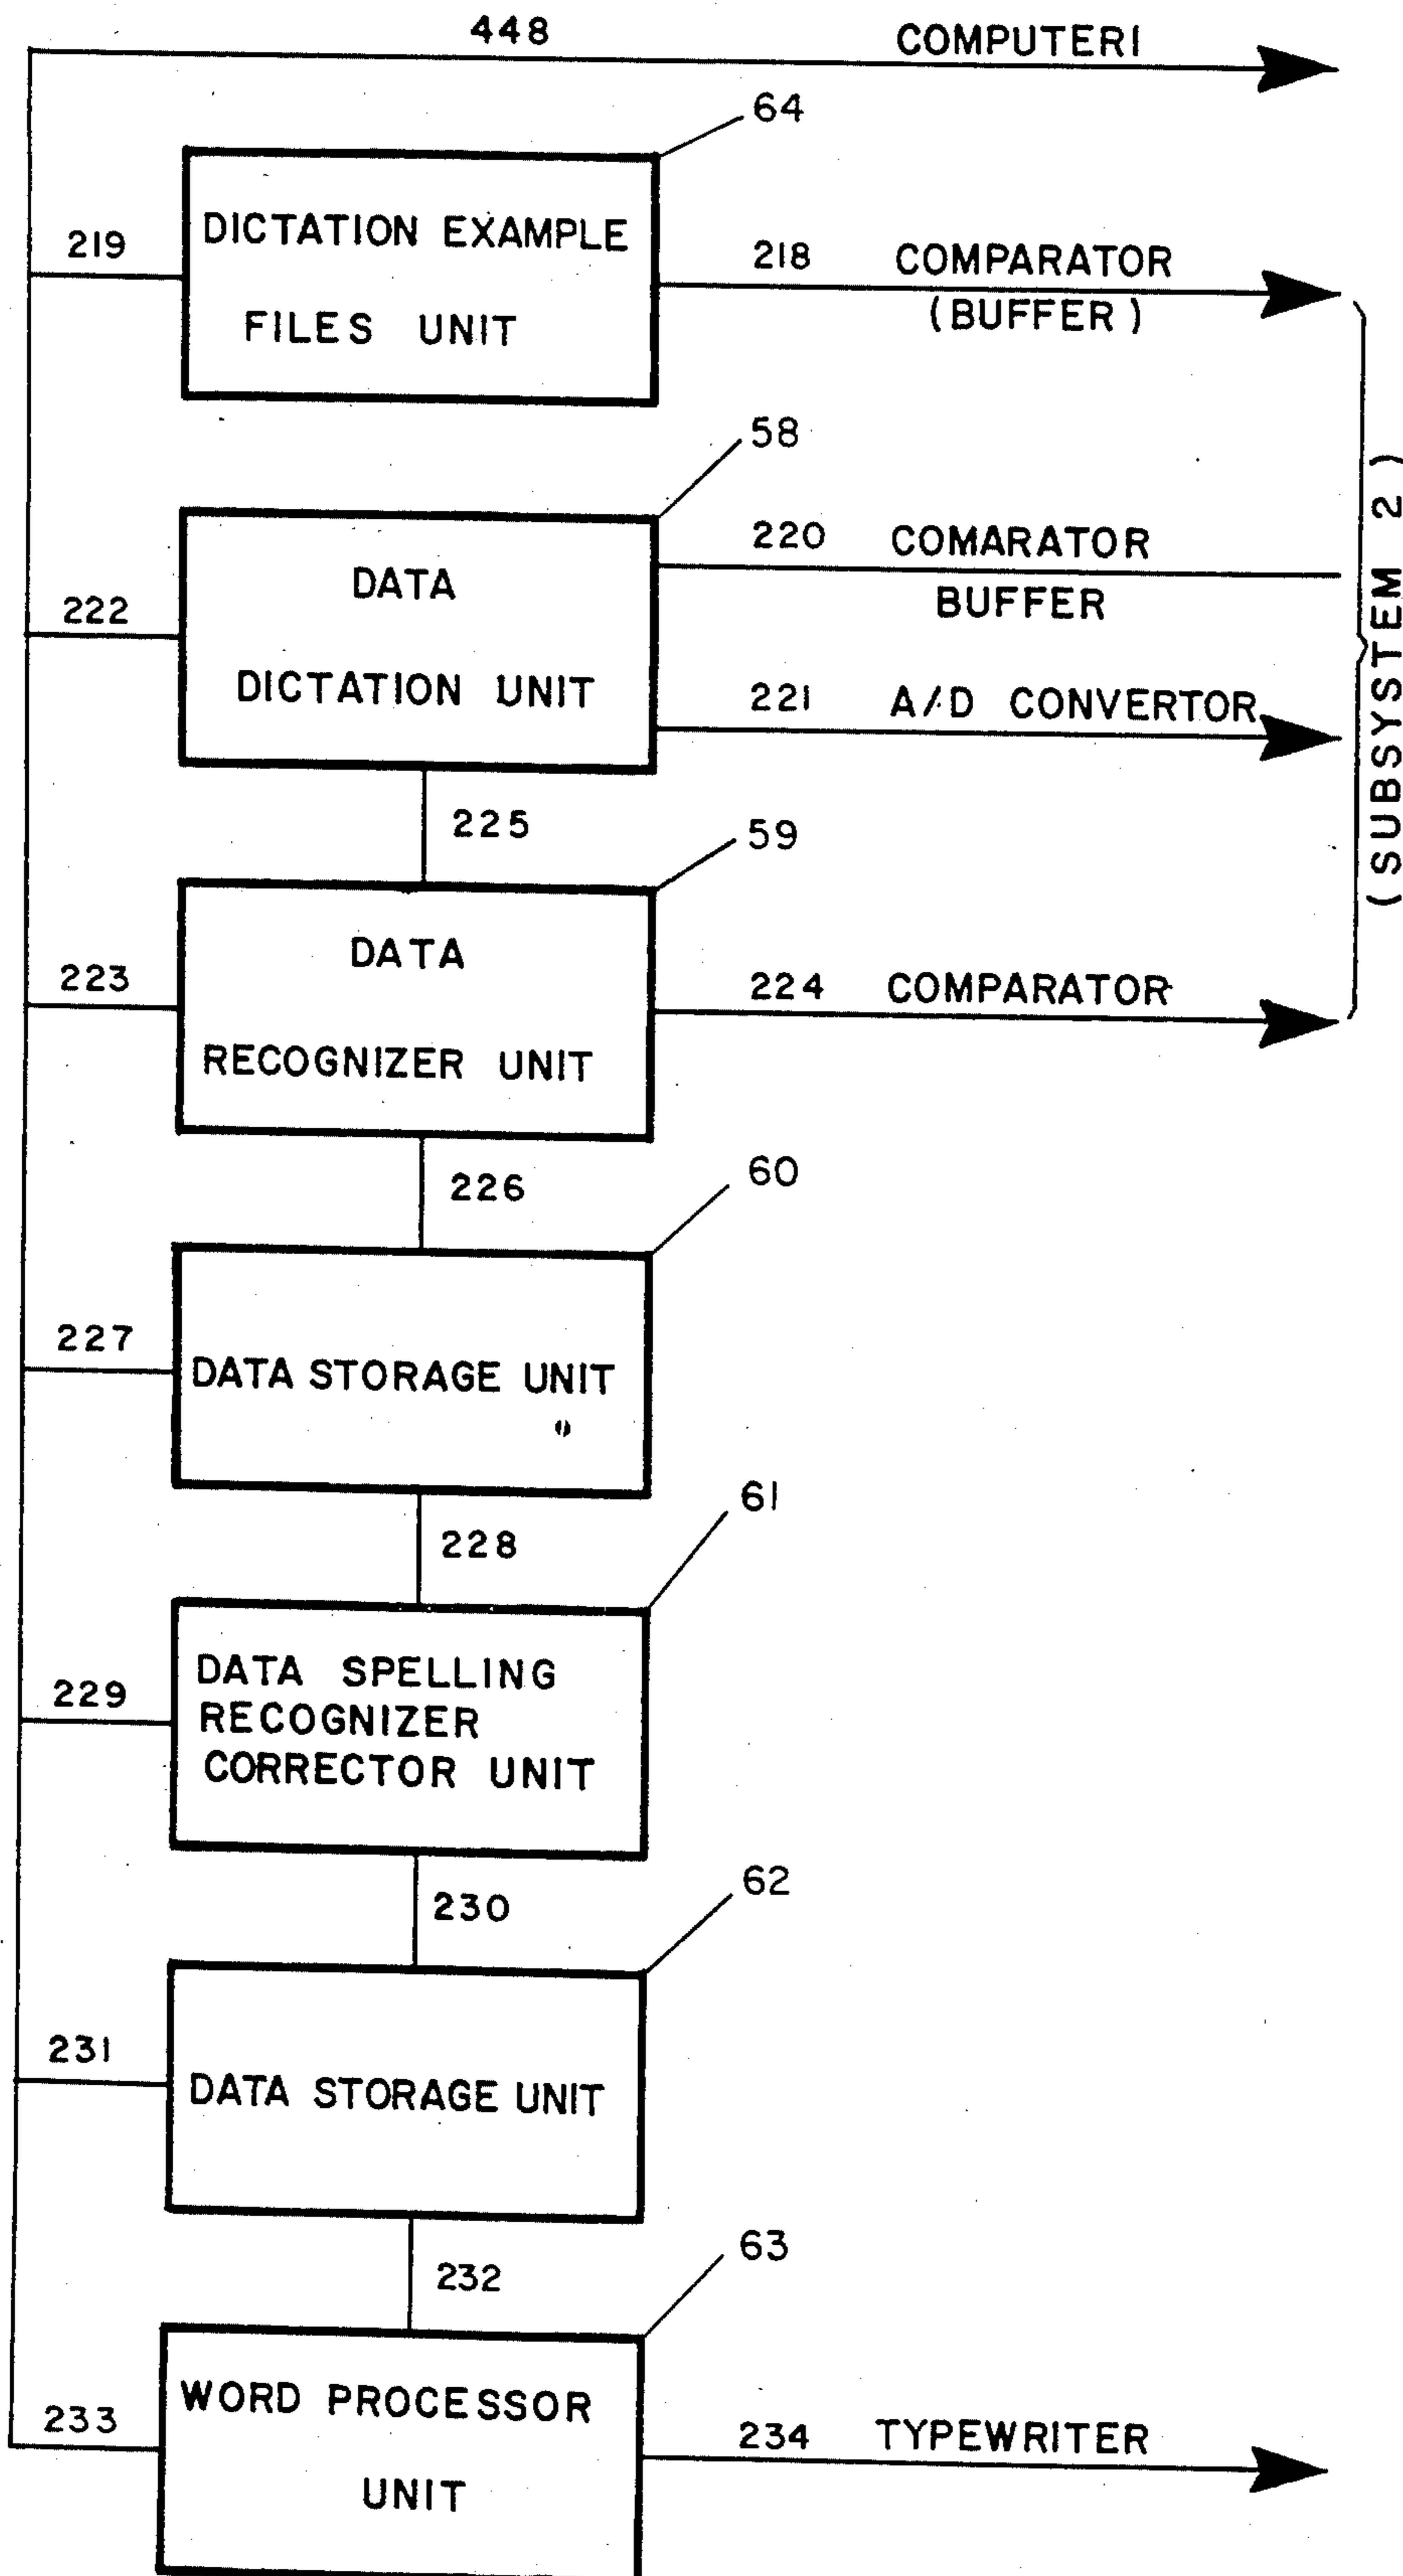 448 COMPUTERI
64
219
DICTATION EXAMPLE
FILES UNIT
218 COMPARATOR
(BUFFER)
58
222
DATA
DICTATION UNIT
220 COMARATOR
BUFFER
221 A/D CONVERTOR
(SUBSYSTEM 2)
225
59
223
DATA
RECOGNIZER UNIT
224 COMPARATOR
226
60
227
DATA STORAGE UNIT
228
61
229
DATA SPELLING
RECOGNIZER
CORRECTOR UNIT
230
62
231
DATA STORAGE UNIT
232
63
233
WORD PROCESSOR
UNIT
234 TYPEWRITER